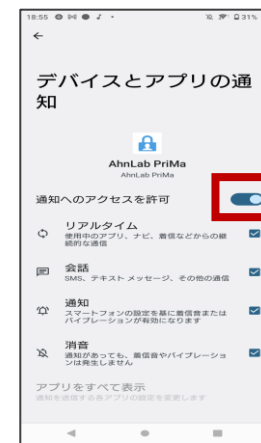 18:55
31%
デバイスとアプリの通
知
AhnLab PriMa
AhnLab PriMa
通知へのアクセスを許可
リアルタイム
使用中のアプリ、ナビ、着信などからの継
続的な通信
会話
SMS、テキスト メッセージ、その他の通信
通知
スマートフォンの設定を基に着信音または
バイブレーションが有効になります
消音
通知があっても、着信音やバイブレーショ
ンは発生しません
アプリをすべて表示
通知を送信する各アプリの設定を変更します